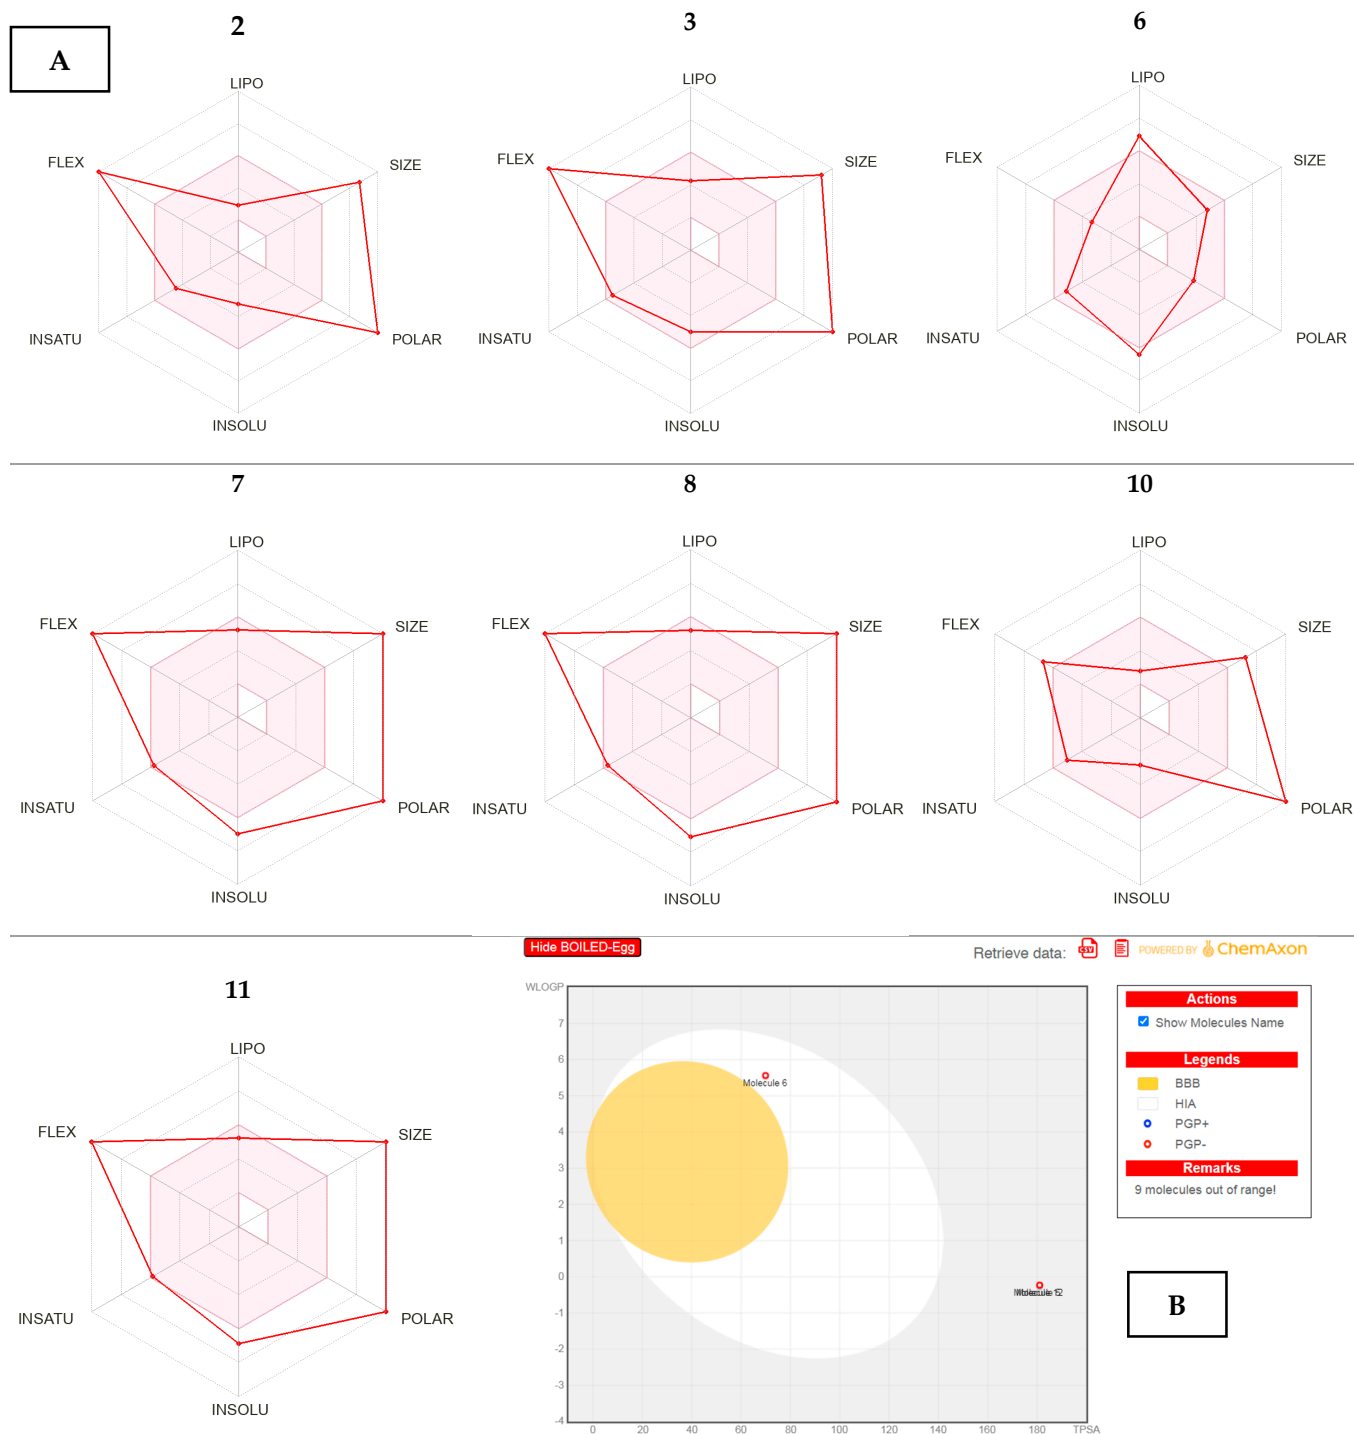 A
2
LIPO
FLEX
SIZE
INSATU
POLAR
INSOLU
3
LIPO
FLEX
SIZE
INSATU
POLAR
INSOLU
6
LIPO
FLEX
SIZE
INSATU
POLAR
INSOLU
7
LIPO
FLEX
SIZE
INSATU
POLAR
INSOLU
8
LIPO
FLEX
SIZE
INSATU
POLAR
INSOLU
10
LIPO
FLEX
SIZE
INSATU
POLAR
INSOLU
11
LIPO
FLEX
SIZE
INSATU
POLAR
INSOLU
Hide BOILED-Egg
Retrieve data: CSV POWERED BY ChemAxon
WLOGP
7
6
5
4
3
2
1
0
-1
-2
-3
-4
0 20 40 60 80 100 120 140 160 180 TPSA
Molecule 6
Actions
Show Molecules Name
Legends
BBB
HIA
PGP+
PGP-
Remarks
9 molecules out of range!
B